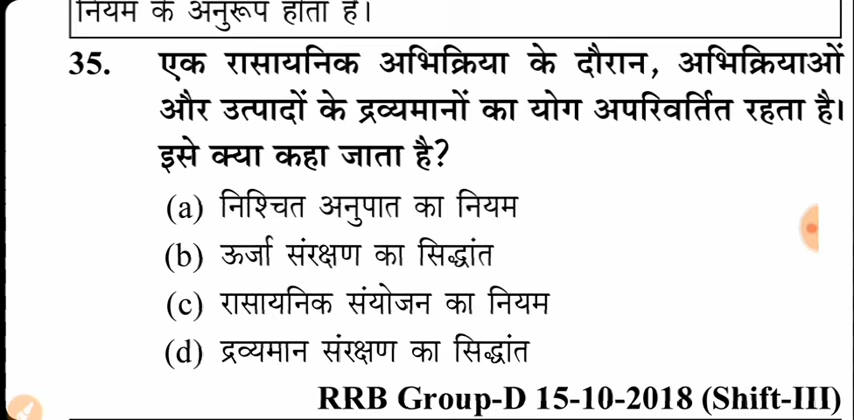 नियम के अनुरूप होता है।
35. एक रासायनिक अभिक्रिया के दौरान, अभिक्रियाओं
और उत्पादों के द्रव्यमानों का योग अपरिवर्तित रहता है।
इसे क्या कहा जाता है?
(a) निश्चित अनुपात का नियम
(b) ऊर्जा संरक्षण का सिद्धांत
(c) रासायनिक संयोजन का नियम
(d) द्रव्यमान संरक्षण का सिद्धांत
RRB Group-D 15-10-2018 (Shift-III)